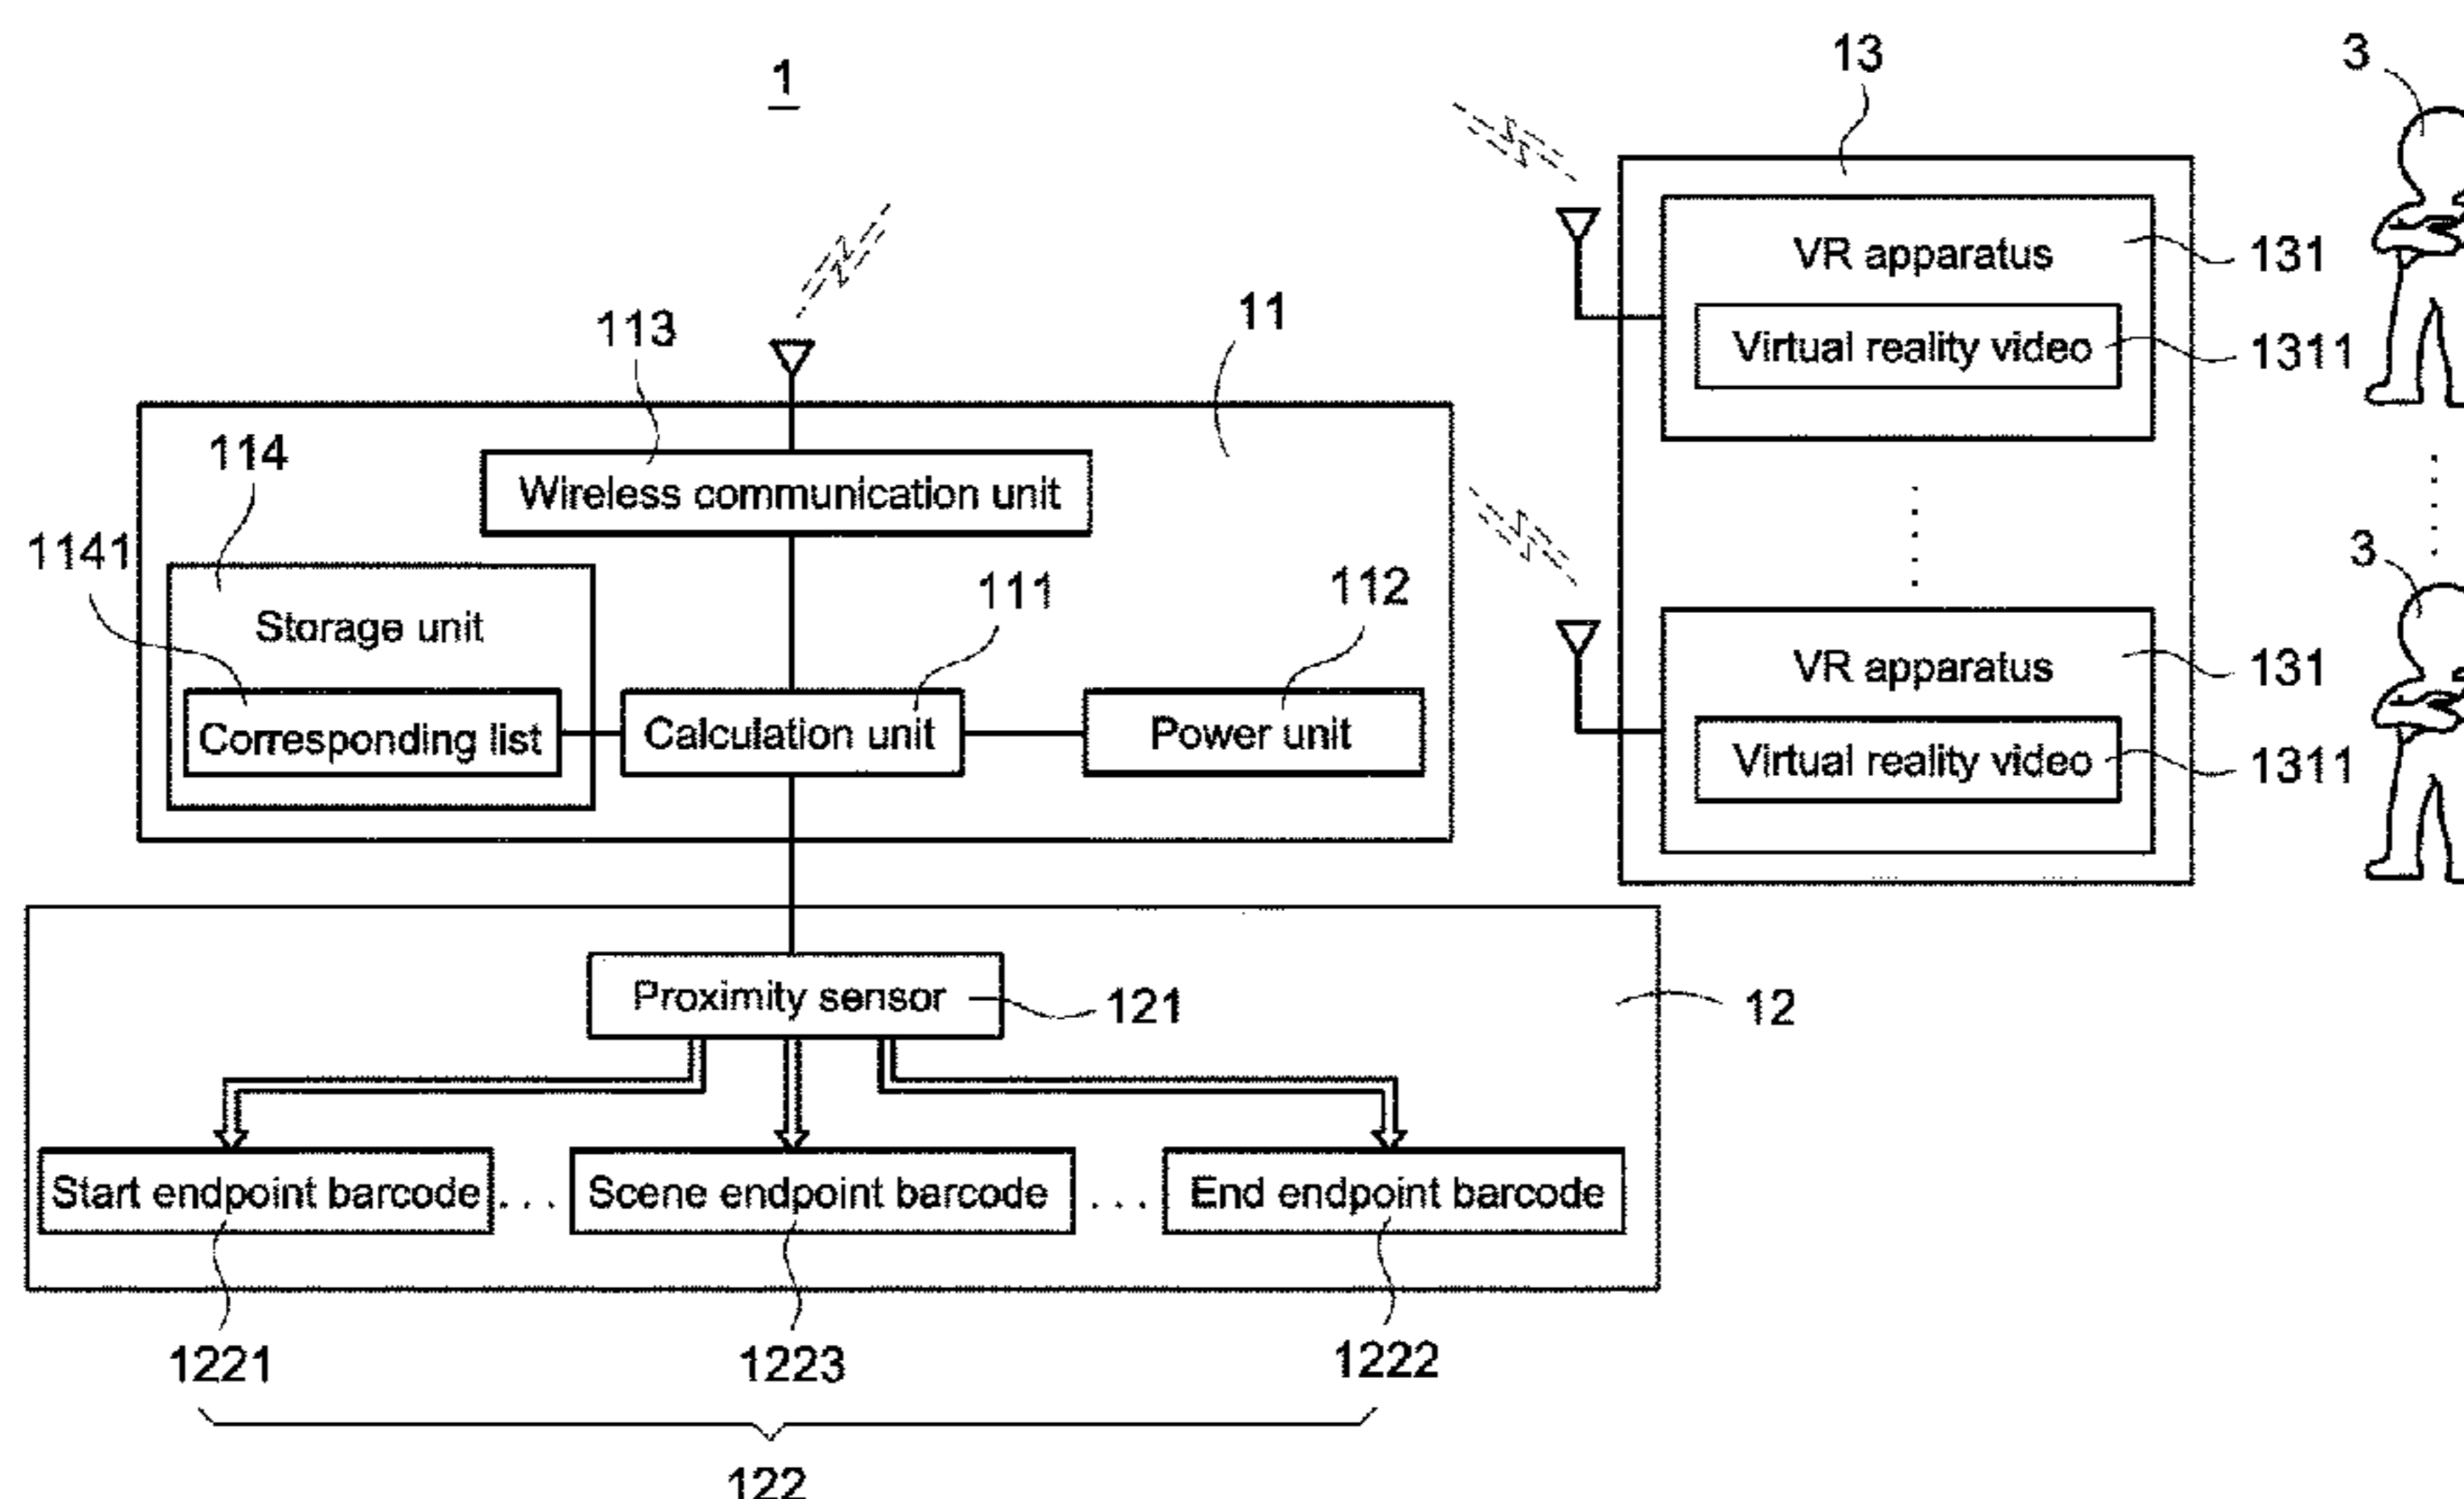 1
13
3
VR apparatus
131
Virtual reality video
1311
113
11
114
Wireless communication unit
1141
Storage unit
111
112
Corresponding list
Calculation unit
Power unit
3
VR apparatus
131
Virtual reality video
1311
Proximity sensor
121
12
Start endpoint barcode ... Scene endpoint barcode ... End endpoint barcode
1221
1223
1222
122